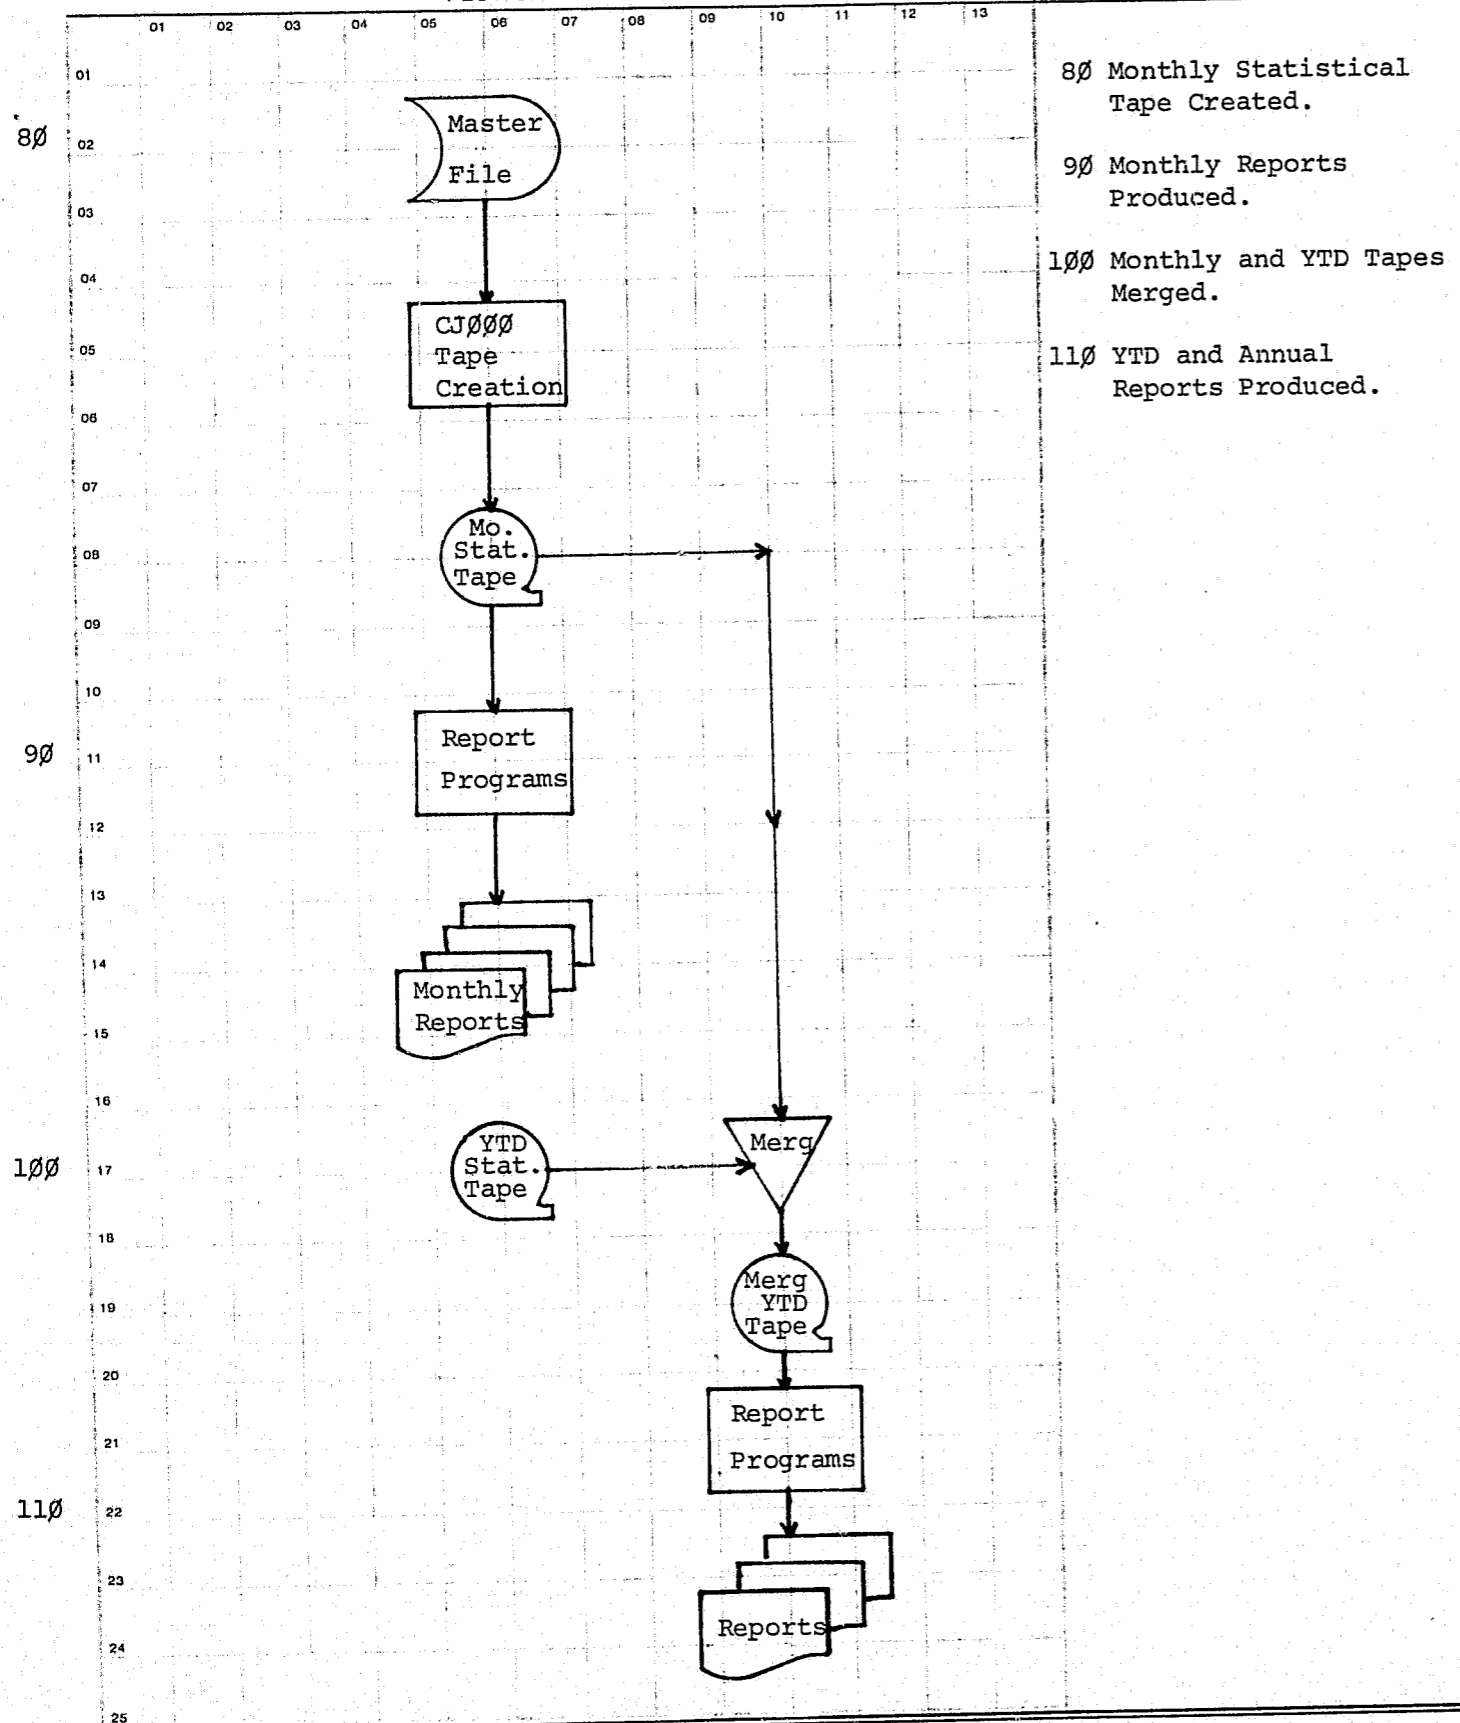 01 02 03 04 05 06 07 08 09 10 11 12 13
01
80 02
03
04
05
06
07
08
09
10
90 11
12
13
14
15
16
100 17
18
19
20
21
110 22
23
24
25
Master
File
CJØØØ
Tape
Creation
Mo.
Stat.
Tape
Report
Programs
Monthly
Reports
YTD
Stat.
Tape
Merg
Merg
YTD
Tape
Report
Programs
Reports
8Ø Monthly Statistical
Tape Created.
9Ø Monthly Reports
Produced.
1ØØ Monthly and YTD Tapes
Merged.
11Ø YTD and Annual
Reports Produced.